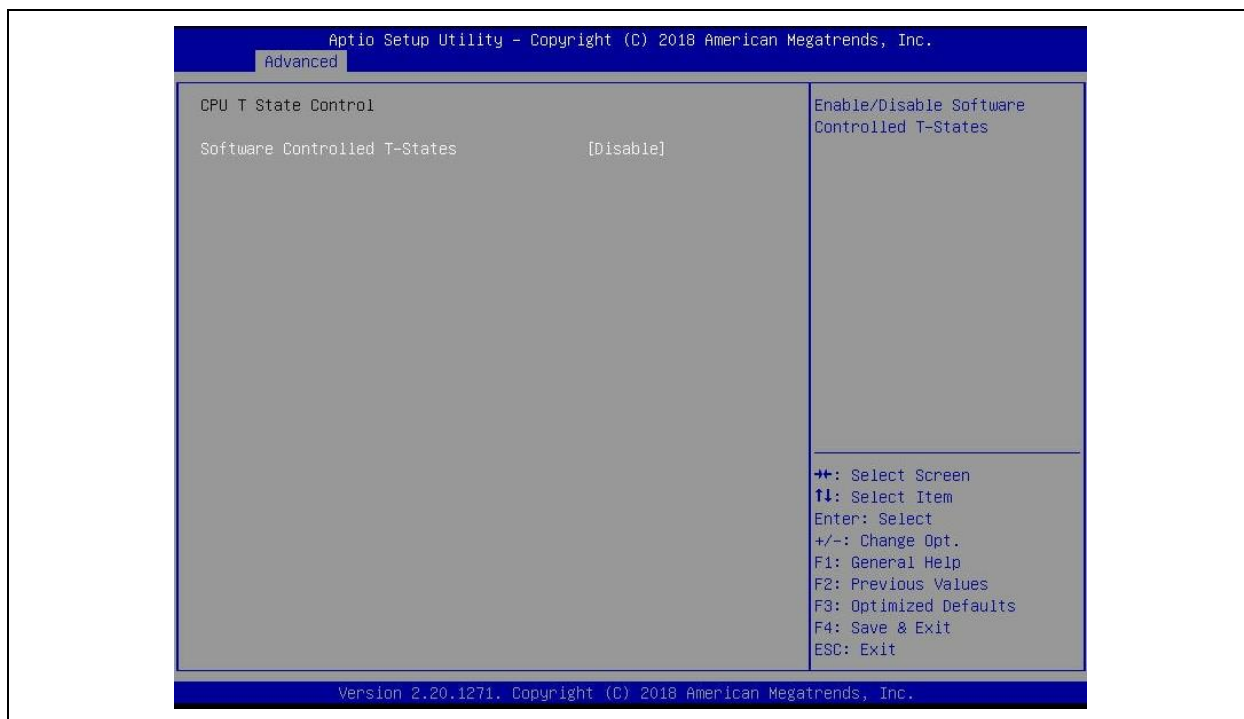 Aptio Setup Utility – Copyright (C) 2018 American Megatrends, Inc.
Advanced
CPU T State Control
Software Controlled T-States [Disable]
Enable/Disable Software
Controlled T-States
→←: Select Screen
↑↓: Select Item
Enter: Select
+/-: Change Opt.
F1: General Help
F2: Previous Values
F3: Optimized Defaults
F4: Save & Exit
ESC: Exit
Version 2.20.1271. Copyright (C) 2018 American Megatrends, Inc.